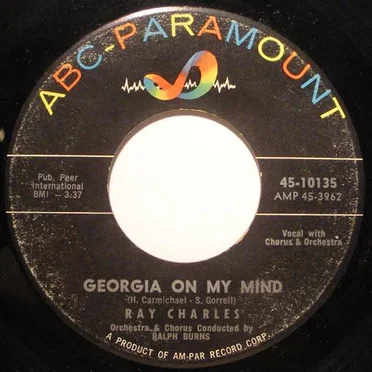 ABC-PARAMOUNT
Pub. Peer
International
BMI - 3:37
45-10135
AMP 45-3962
Vocal with
Chorus & Orchestra
GEORGIA ON MY MIND
(H. Carmichael - S. Gorrell)
RAY CHARLES
Orchestra & Chorus Conducted by
RALPH BURNS
A PRODUCT OF AM-PAR RECORD CORP.